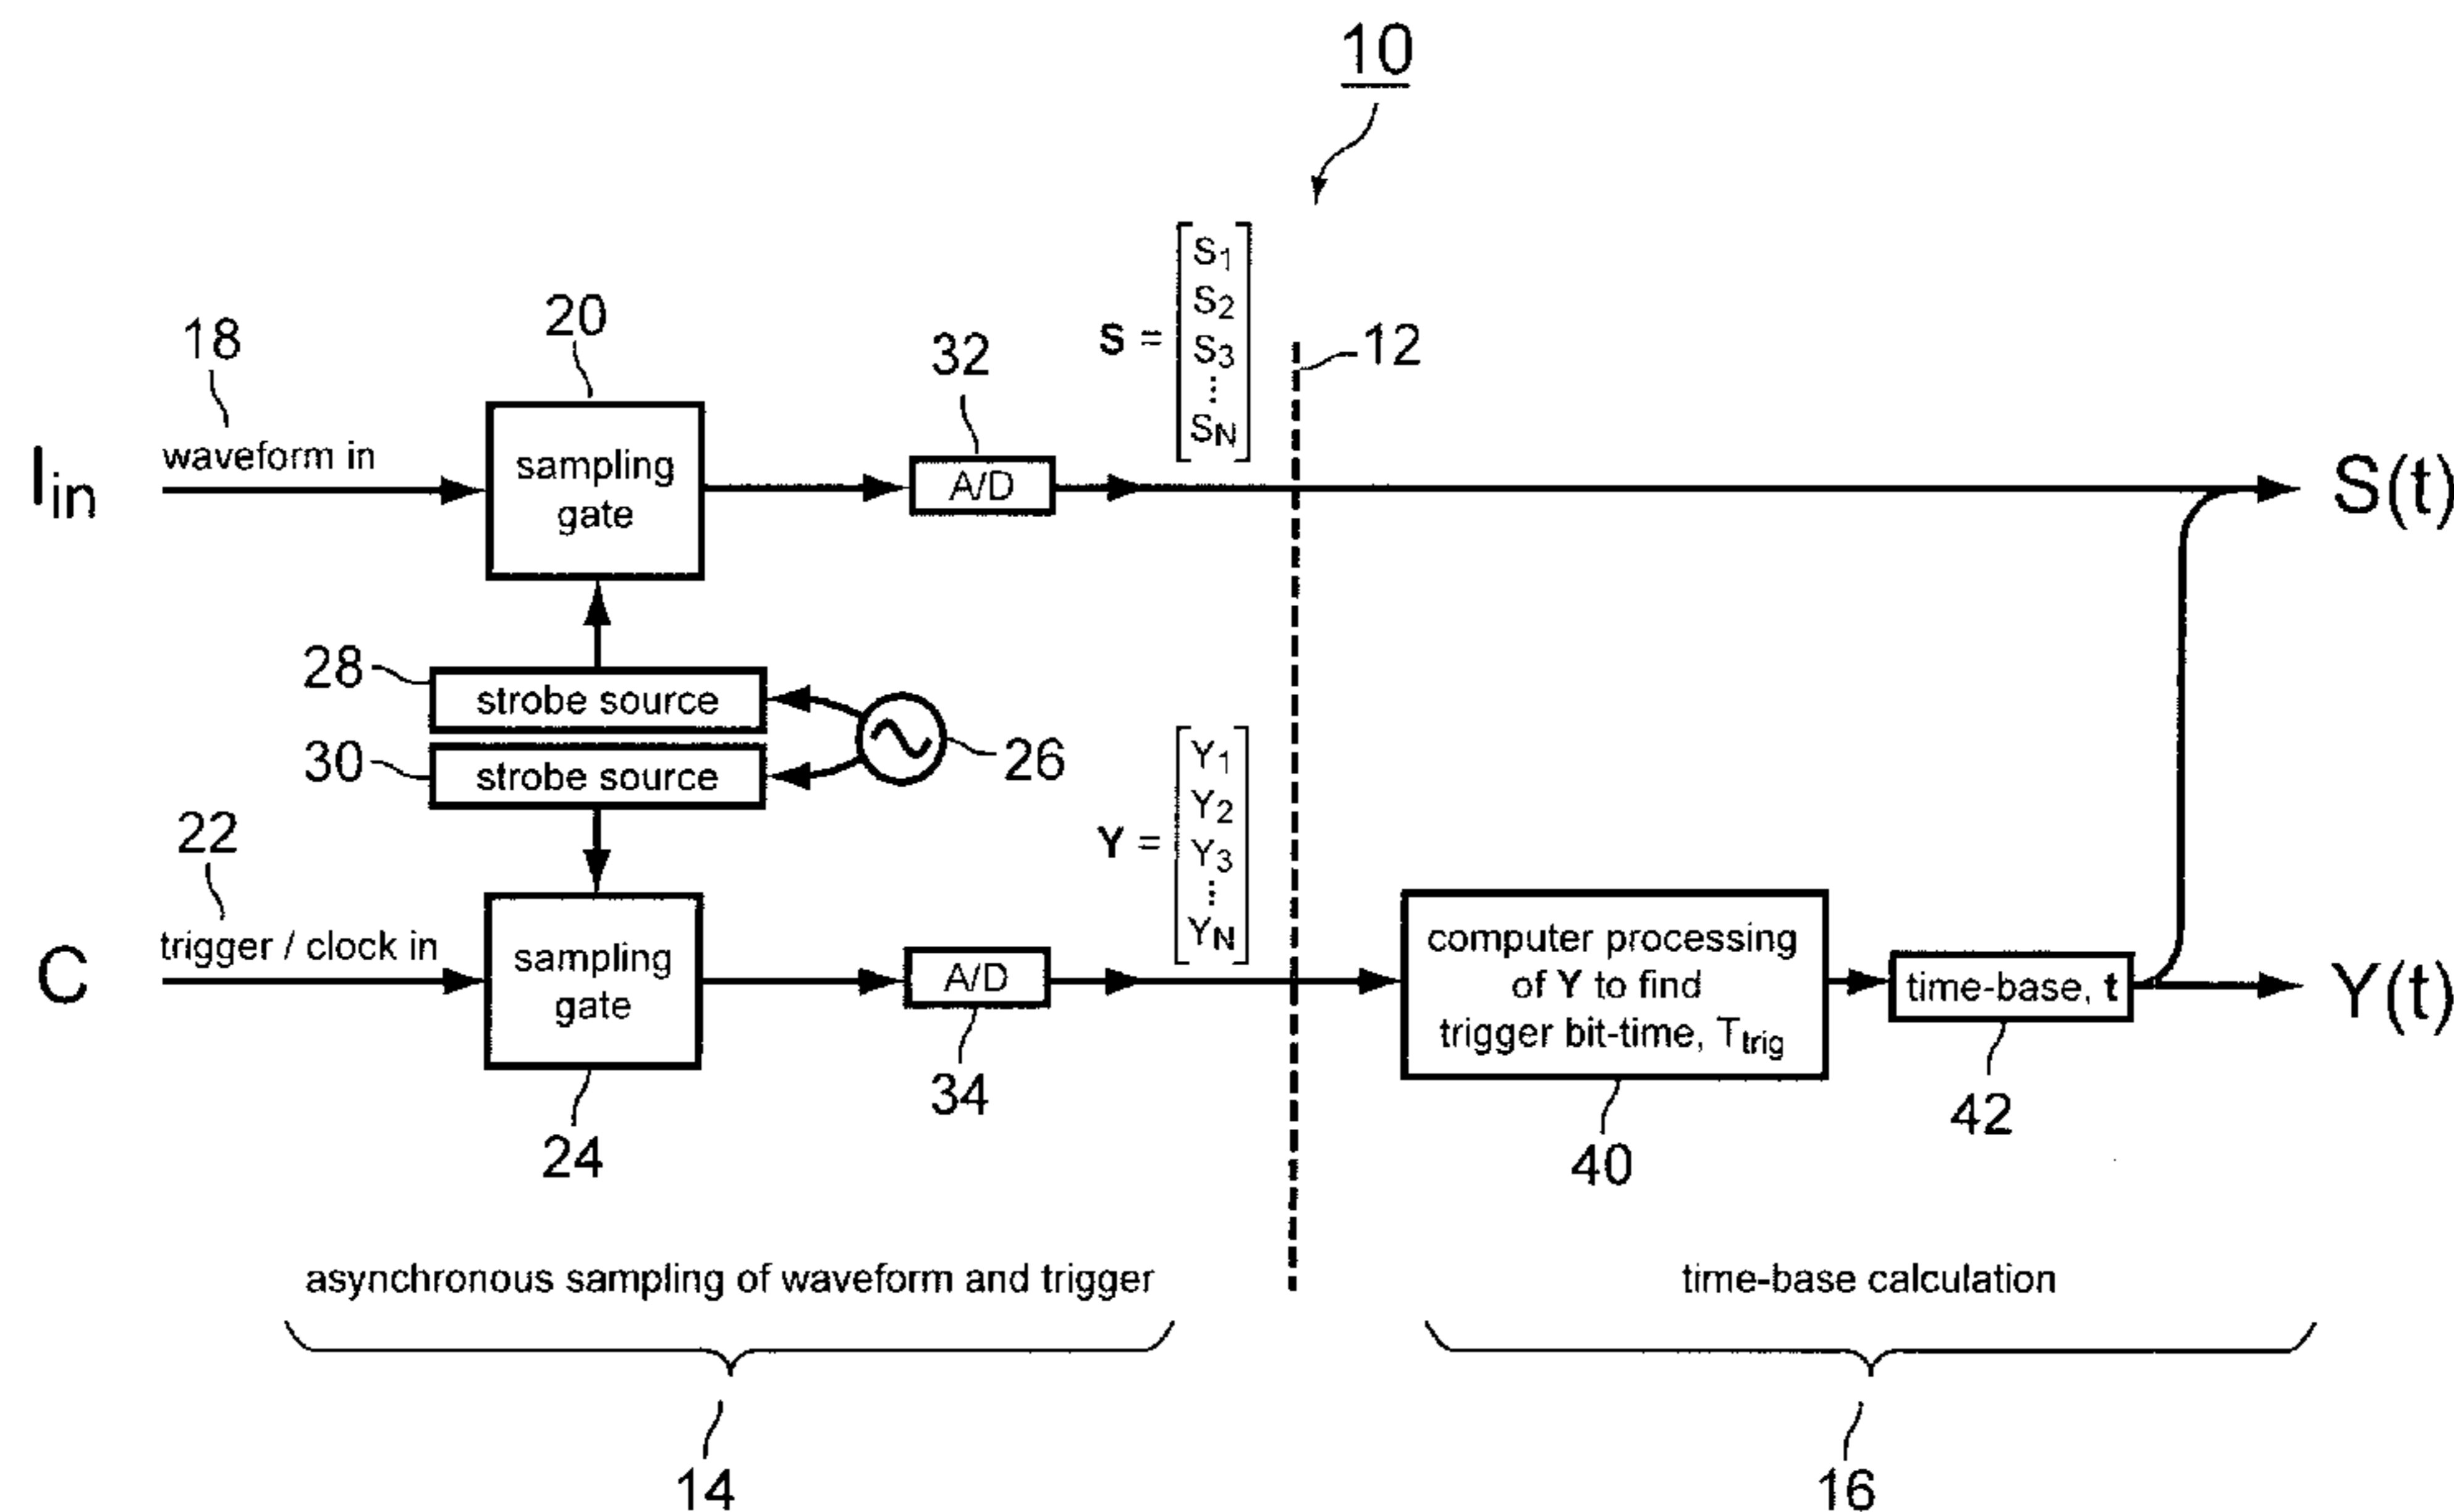 10
S = [S1 S2 S3 ... SN]
12
18
20
32
Iin
waveform in
sampling
gate
A/D
S(t)
28
strobe source
30
strobe source
26
Y = [Y1 Y2 Y3 ... YN]
22
C
trigger / clock in
sampling
gate
A/D
computer processing
of Y to find
trigger bit-time, Ttrig
time-base, t
Y(t)
24
34
40
42
asynchronous sampling of waveform and trigger
time-base calculation
14
16